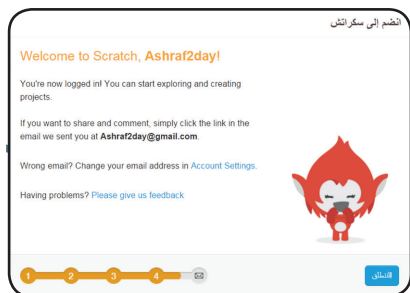 انضم إلى سكراتش
Welcome to Scratch, Ashraf2day!
You're now logged in! You can start exploring and creating
projects.
If you want to share and comment, simply click the link in the
email we sent you at Ashraf2day@gmail.com.
Wrong email? Change your email address in Account Settings.
Having problems? Please give us feedback
1 2 3 4
للانطلاق